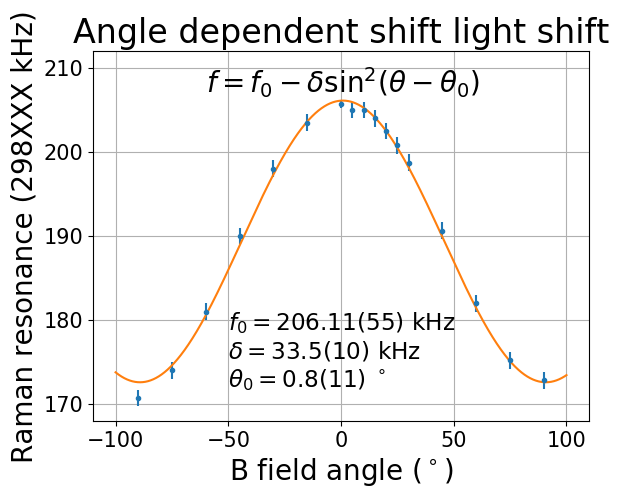 Angle dependent shift light shift
Raman resonance (298XXX kHz)
f = f₀ − δsin²(θ − θ₀)
210
200
190
180
170
f₀ = 206.11(55) kHz
δ = 33.5(10) kHz
θ₀ = 0.8(11) °
−100 −50 0 50 100
B field angle (°)